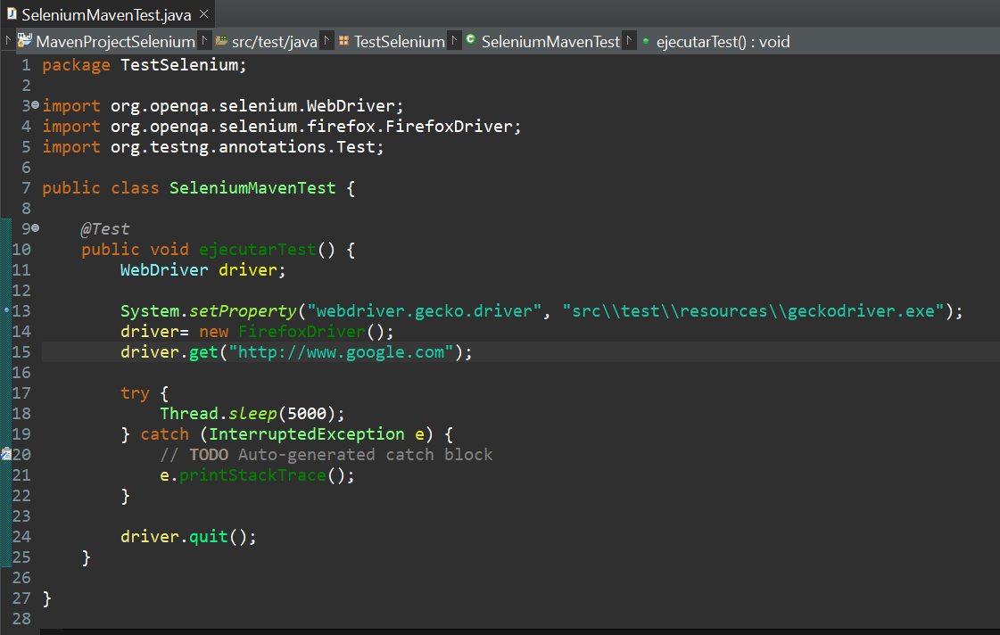 SeleniumMavenTest.java
MavenProjectSelenium src/test/java TestSelenium SeleniumMavenTest ejecutarTest() : void
1 package TestSelenium;
2
3 import org.openqa.selenium.WebDriver;
4 import org.openqa.selenium.firefox.FirefoxDriver;
5 import org.testng.annotations.Test;
6
7 public class SeleniumMavenTest {
8
9 @Test
10 public void ejecutarTest() {
11 WebDriver driver;
12
13 System.setProperty("webdriver.gecko.driver", "src\\test\\resources\\geckodriver.exe");
14 driver= new FirefoxDriver();
15 driver.get("http://www.google.com");
16
17 try {
18 Thread.sleep(5000);
19 } catch (InterruptedException e) {
20 // TODO Auto-generated catch block
21 e.printStackTrace();
22 }
23
24 driver.quit();
25 }
26
27 }
28